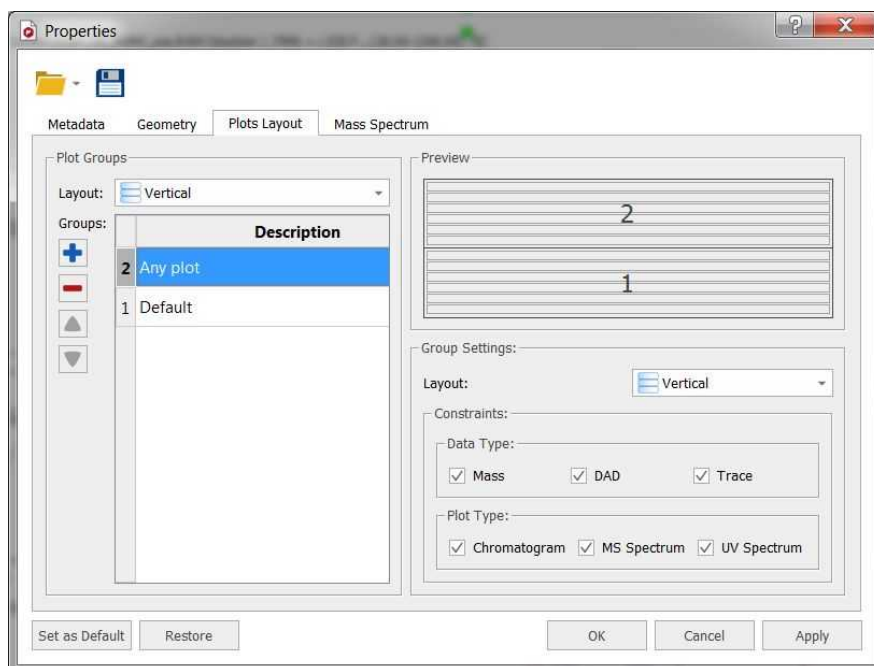 Properties
Metadata Geometry Plots Layout Mass Spectrum
Plot Groups
Layout: Vertical
Groups:
Description
2 Any plot
1 Default
Preview
2
1
Group Settings:
Layout: Vertical
Constraints:
Data Type:
Mass DAD Trace
Plot Type:
Chromatogram MS Spectrum UV Spectrum
Set as Default Restore OK Cancel Apply